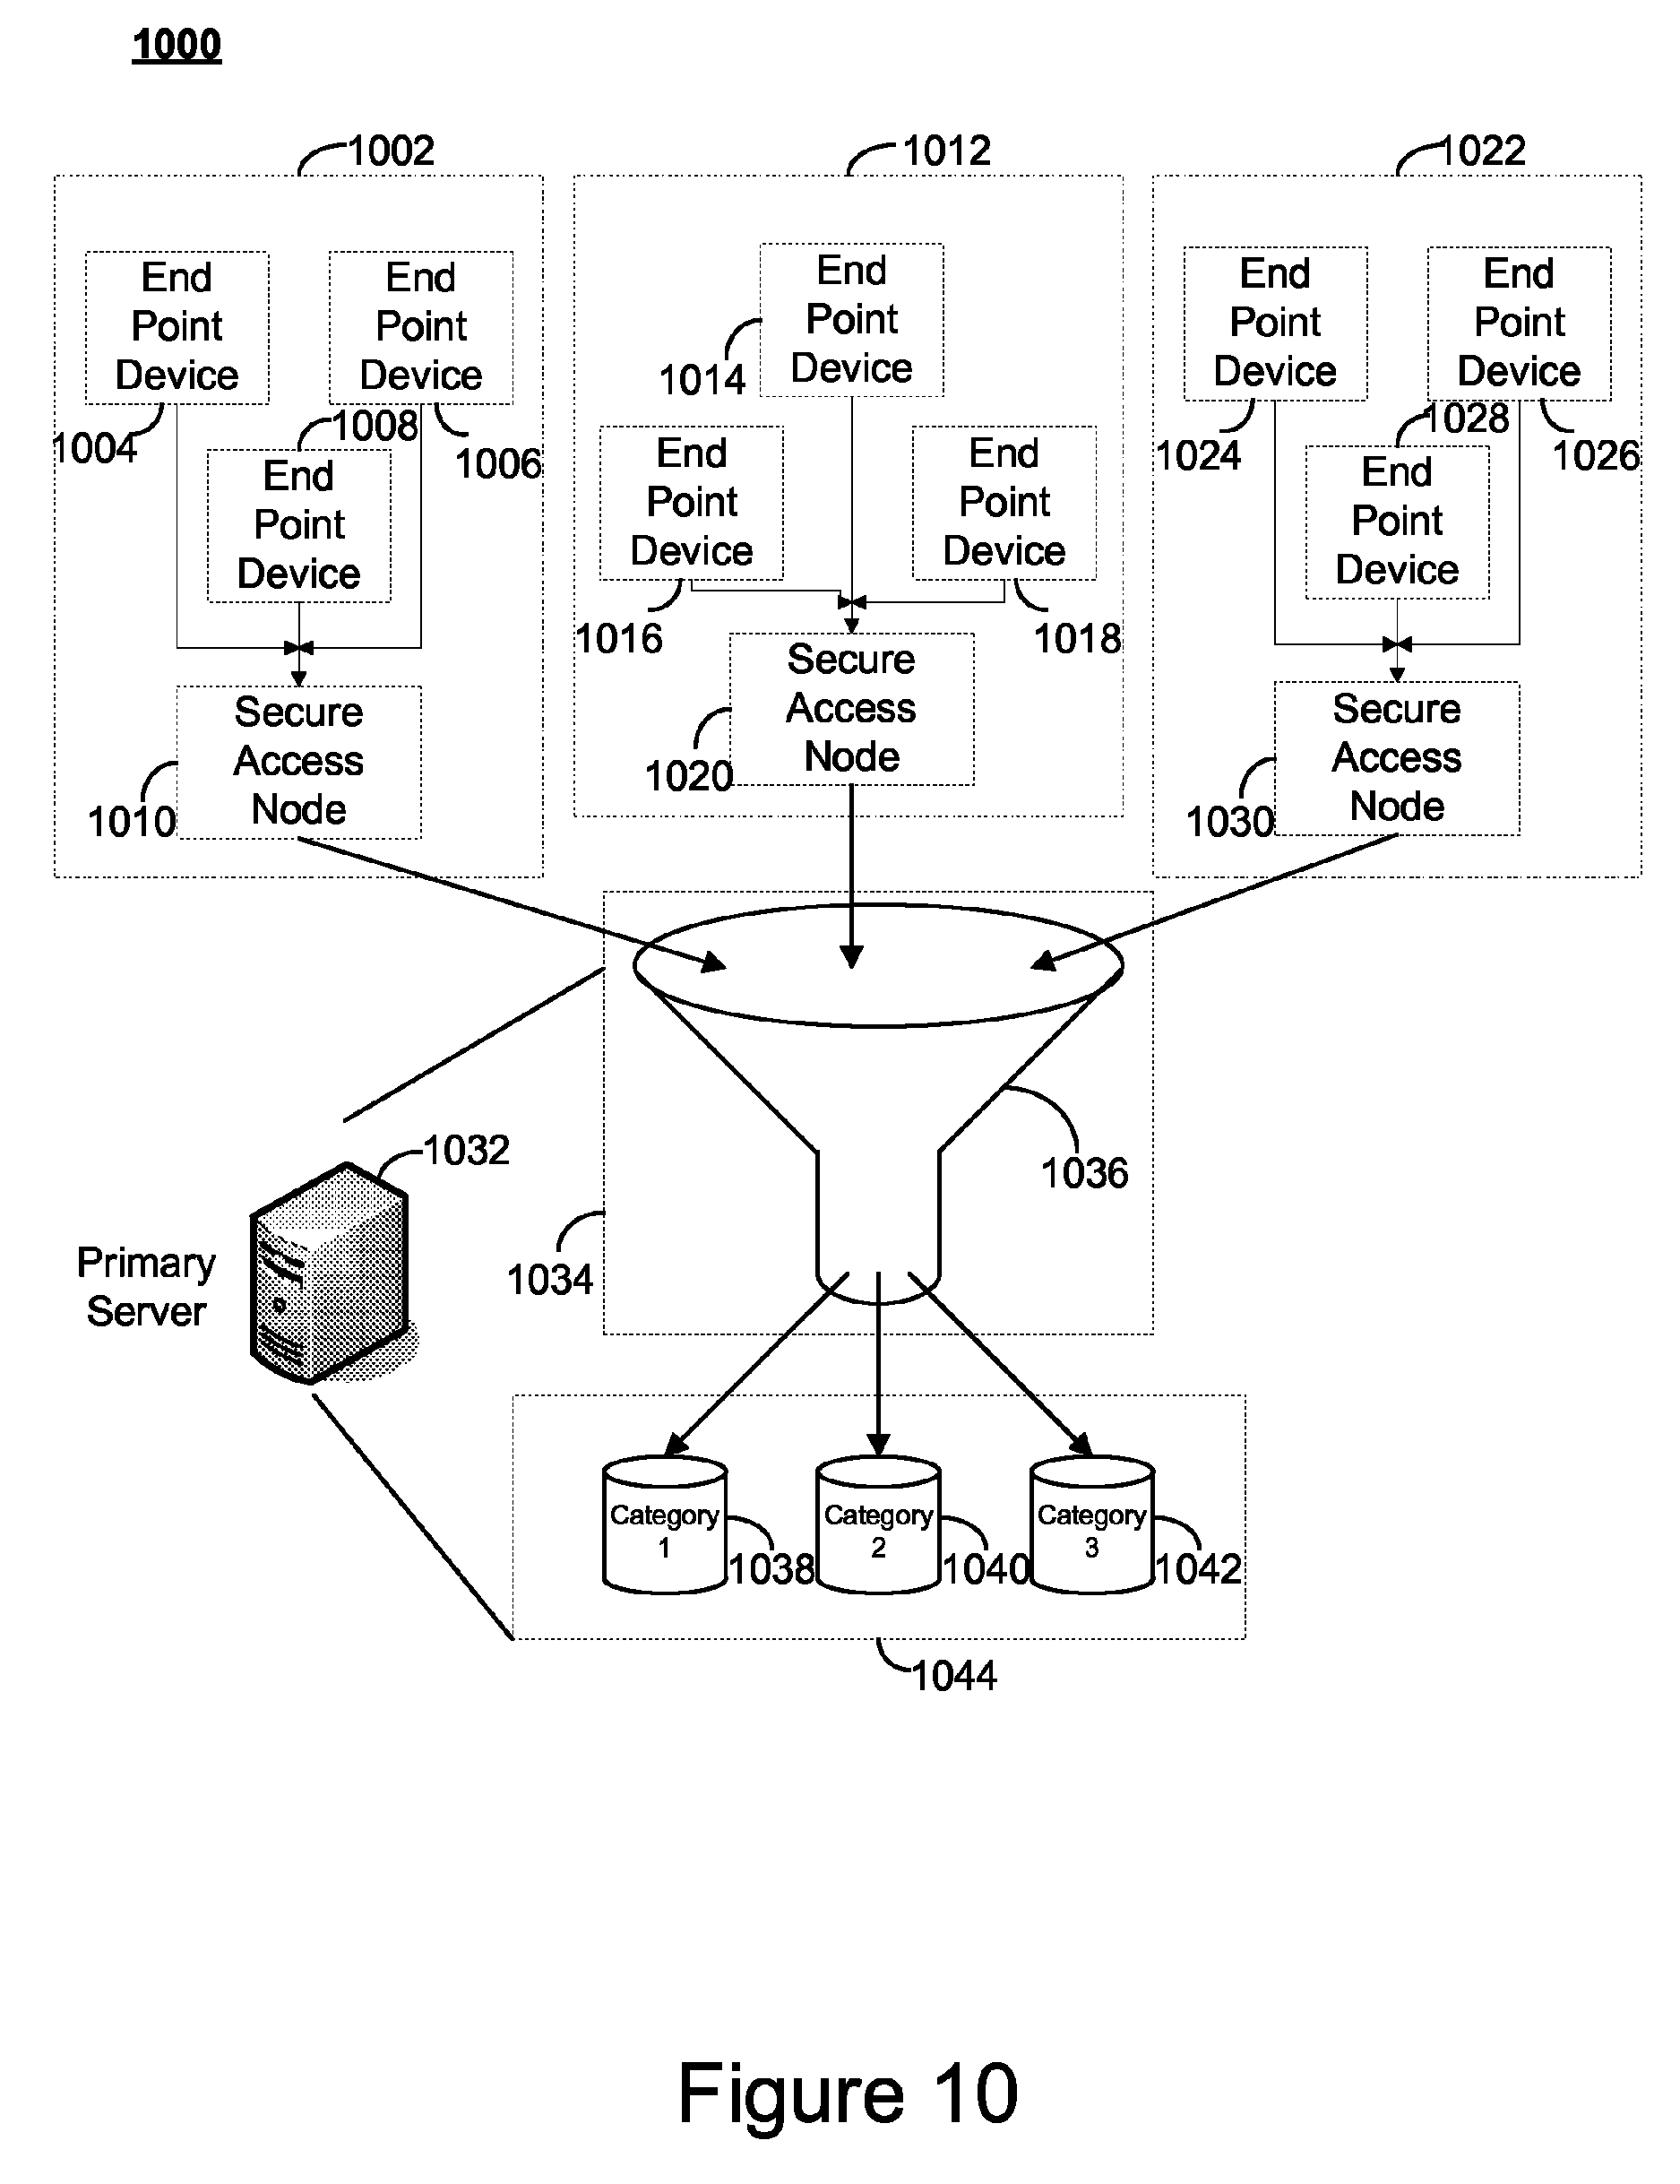 1000
1002
1012
1022
End
Point
Device
1004
End
Point
Device
1006
1008
End
Point
Device
Secure
Access
Node
1010
End
Point
Device
1014
End
Point
Device
1016
End
Point
Device
1018
Secure
Access
Node
1020
End
Point
Device
1024
End
Point
Device
1026
1028
End
Point
Device
Secure
Access
Node
1030
1036
1034
1032
Primary
Server
Category
1
1038
Category
2
1040
Category
3
1042
1044
Figure 10